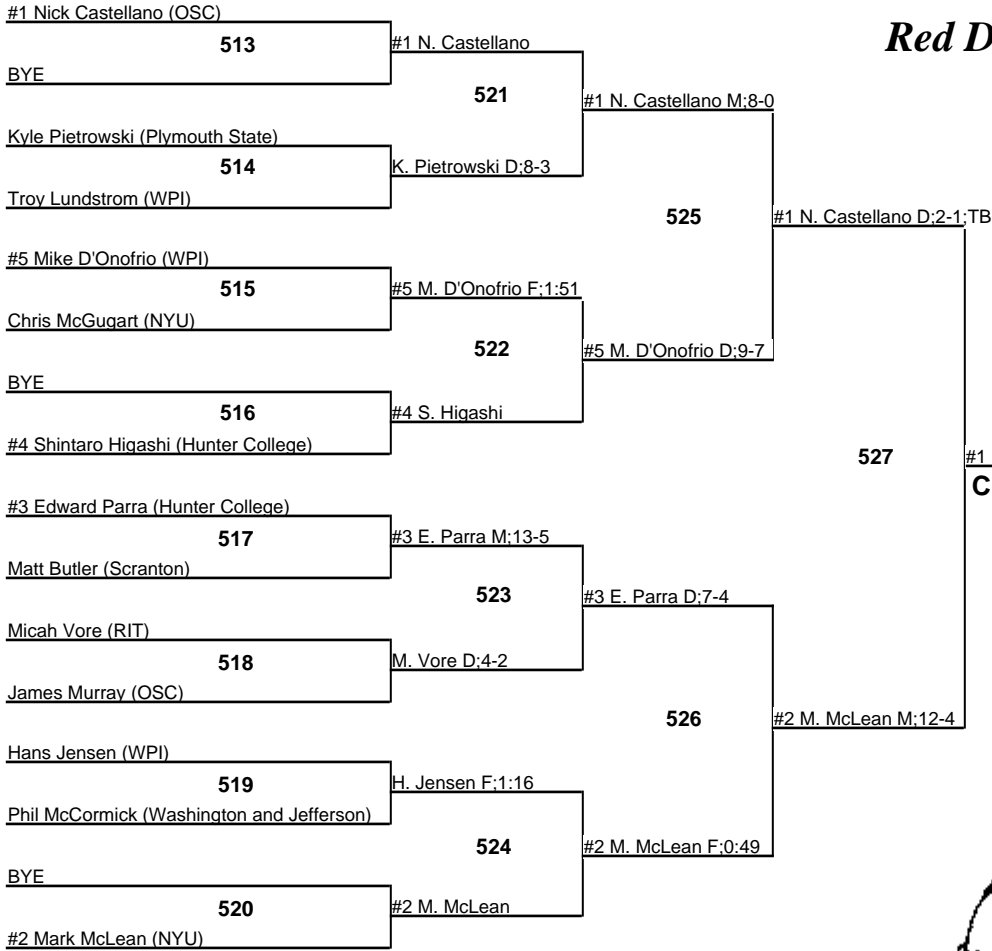 Red D
#1 Nick Castellano (OSC)
513
BYE
#1 N. Castellano
521
Kyle Pietrowski (Plymouth State)
514
Troy Lundstrom (WPI)
K. Pietrowski D;8-3
#1 N. Castellano M;8-0
525
#5 Mike D'Onofrio (WPI)
515
Chris McGugart (NYU)
#5 M. D'Onofrio F;1:51
522
BYE
516
#4 Shintaro Higashi (Hunter College)
#4 S. Higashi
#5 M. D'Onofrio D;9-7
#1 N. Castellano D;2-1;TB
527
#1
C
#3 Edward Parra (Hunter College)
517
Matt Butler (Scranton)
#3 E. Parra M;13-5
523
Micah Vore (RIT)
518
James Murray (OSC)
M. Vore D;4-2
#3 E. Parra D;7-4
526
Hans Jensen (WPI)
519
Phil McCormick (Washington and Jefferson)
H. Jensen F;1:16
524
BYE
520
#2 Mark McLean (NYU)
#2 M. McLean
#2 M. McLean F;0:49
#2 M. McLean M;12-4